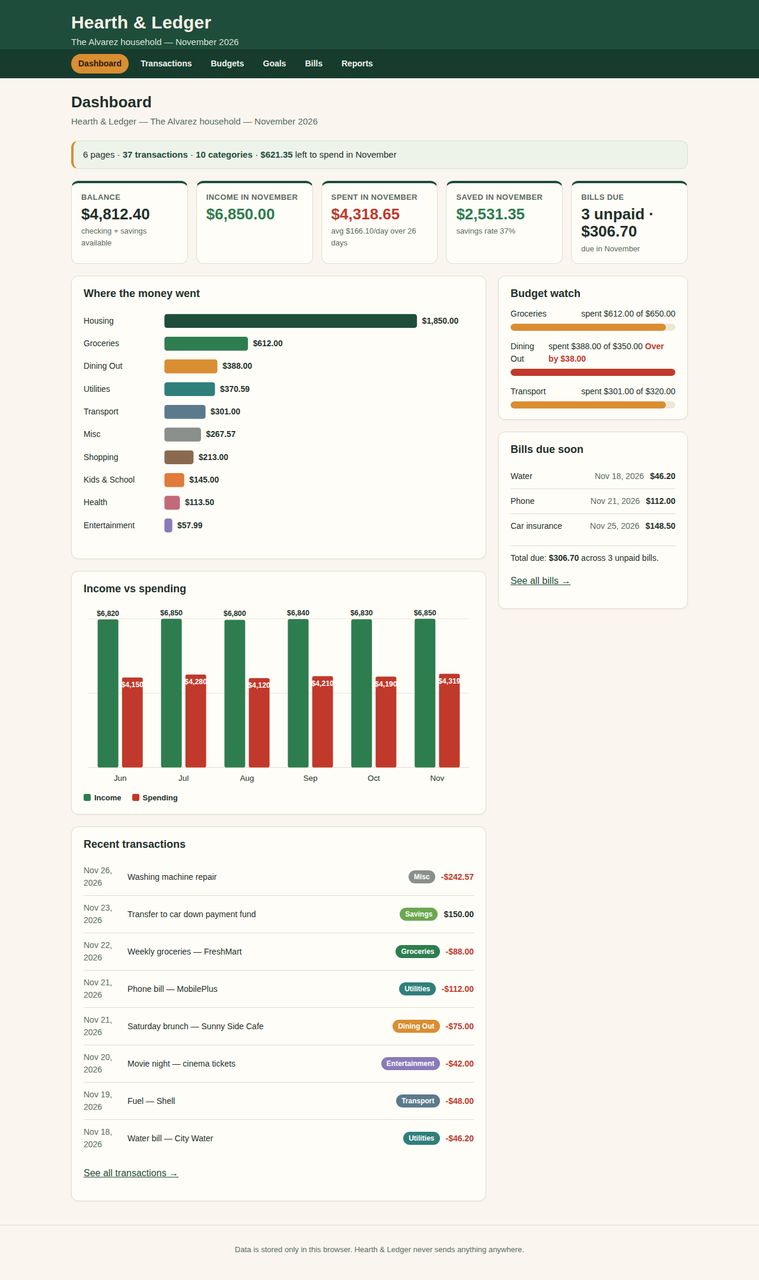 Hearth & Ledger
The Alvarez household — November 2026
Dashboard Transactions Budgets Goals Bills Reports
Dashboard
Hearth & Ledger — The Alvarez household — November 2026
6 pages · 37 transactions · 10 categories · $621.35 left to spend in November
BALANCE
$4,812.40
checking + savings
available
INCOME IN NOVEMBER
$6,850.00
SPENT IN NOVEMBER
$4,318.65
avg $166.10/day over 26
days
SAVED IN NOVEMBER
$2,531.35
savings rate 37%
BILLS DUE
3 unpaid ·
$306.70
due in November
Where the money went
Housing $1,850.00
Groceries $612.00
Dining Out $388.00
Utilities $370.59
Transport $301.00
Misc $267.57
Shopping $213.00
Kids & School $145.00
Health $113.50
Entertainment $57.99
Budget watch
Groceries spent $612.00 of $650.00
Dining Out spent $388.00 of $350.00 Over
by $38.00
Transport spent $301.00 of $320.00
Bills due soon
Water Nov 18, 2026 $46.20
Phone Nov 21, 2026 $112.00
Car insurance Nov 25, 2026 $148.50
Total due: $306.70 across 3 unpaid bills.
See all bills →
Income vs spending
$6,820 $6,850 $6,800 $6,840 $6,830 $6,850
$4,150 $4,280 $4,120 $4,210 $4,190 $4,319
Jun Jul Aug Sep Oct Nov
Income Spending
Recent transactions
Nov 26,
2026
Washing machine repair Misc -$242.57
Nov 23,
2026
Transfer to car down payment fund Savings $150.00
Nov 22,
2026
Weekly groceries — FreshMart Groceries -$88.00
Nov 21,
2026
Phone bill — MobilePlus Utilities -$112.00
Nov 21,
2026
Saturday brunch — Sunny Side Cafe Dining Out -$75.00
Nov 20,
2026
Movie night — cinema tickets Entertainment -$42.00
Nov 19,
2026
Fuel — Shell Transport -$48.00
Nov 18,
2026
Water bill — City Water Utilities -$46.20
See all transactions →
Data is stored only in this browser. Hearth & Ledger never sends anything anywhere.